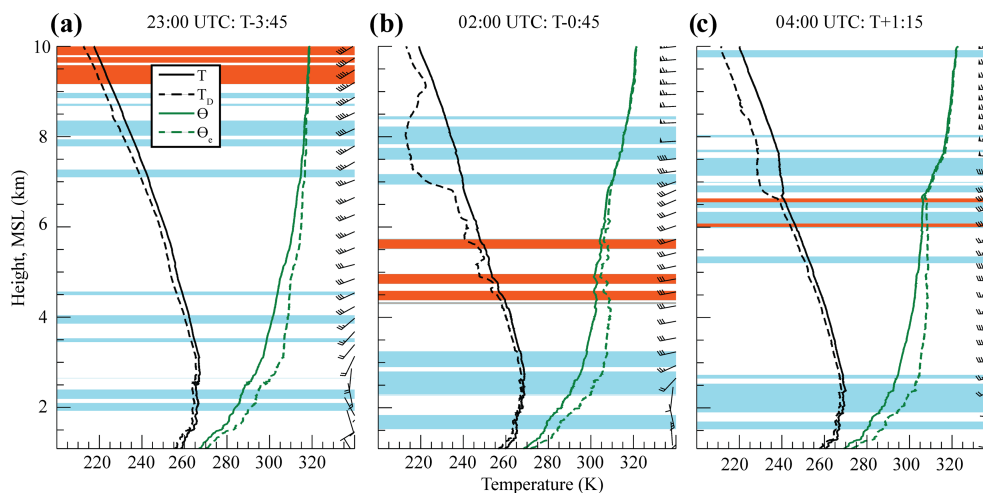 (a) 23:00 UTC: T-3:45
(b) 02:00 UTC: T-0:45
(c) 04:00 UTC: T+1:15
Height, MSL (km)
10
8
6
4
2
T
T_D
Θ
Θ_e
220 240 260 280 300 320
220 240 260 280 300 320
220 240 260 280 300 320
Temperature (K)